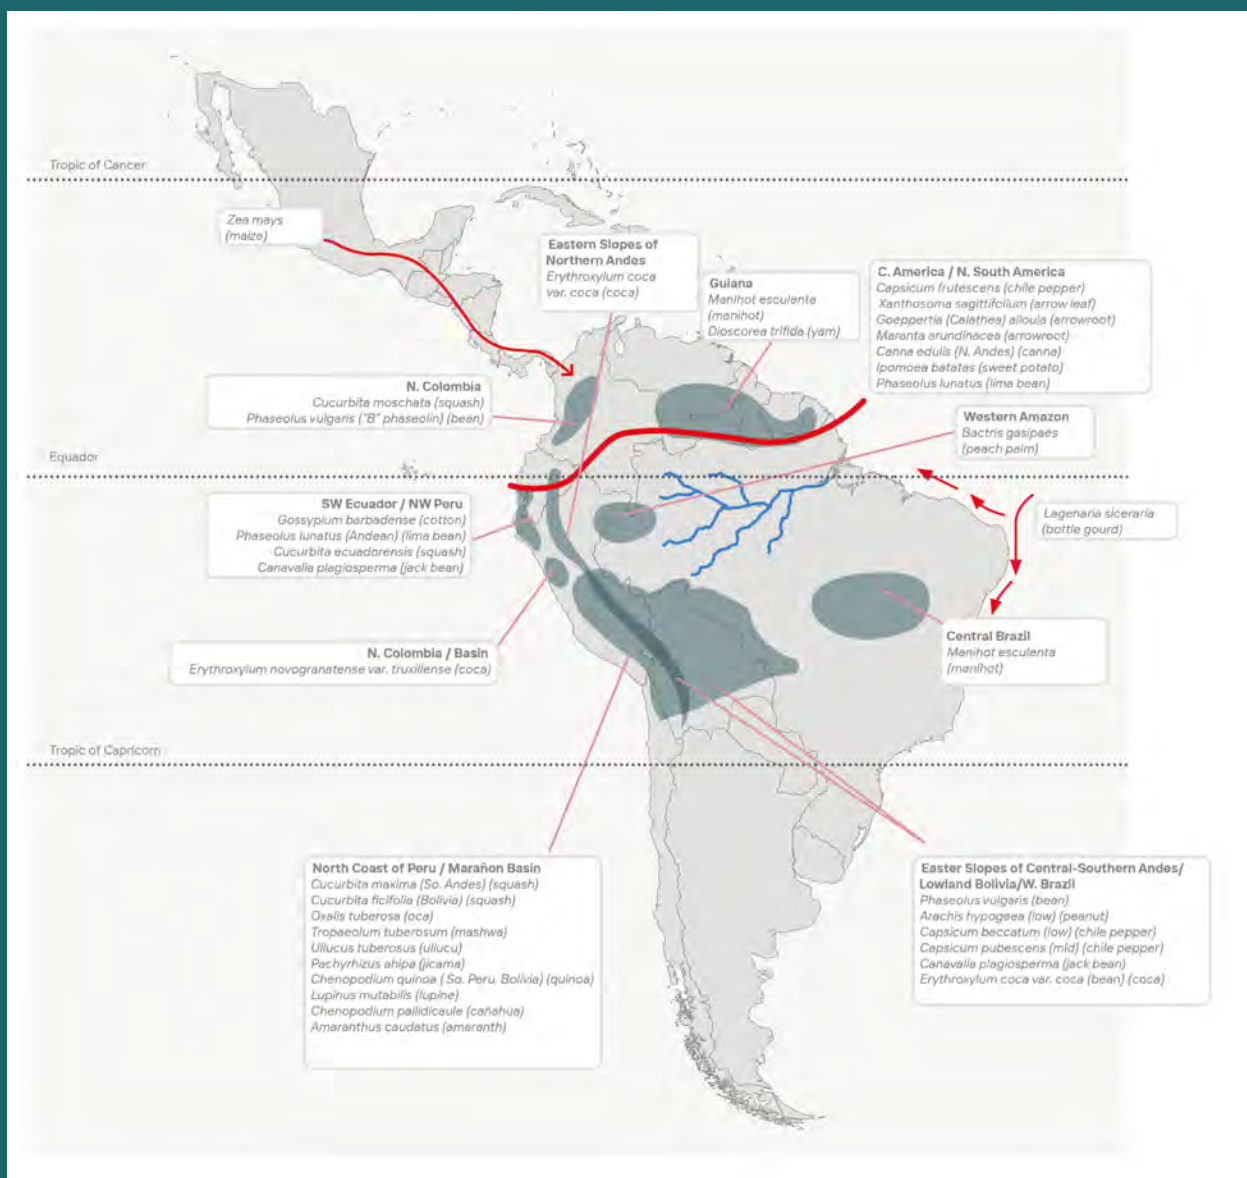 Tropic of Cancer
Zea mays
(maize)
Eastern Slopes of
Northern Andes
Erythroxylum coca
var. coca (coca)
Guiana
Manihot esculenta
(manihot)
Dioscorea trifida (yam)
C. America / N. South America
Capsicum frutescens (chile pepper)
Xanthosoma sagittifolium (arrow leaf)
Goeppertia (Calathea) allouia (arrowroot)
Maranta arundinacea (arrowroot)
Canna edulis (N. Andes) (canna)
Ipomoea batatas (sweet potato)
Phaseolus lunatus (lima bean)
N. Colombia
Cucurbita moschata (squash)
Phaseolus vulgaris ("B" phaseolin) (bean)
Western Amazon
Bactris gasipaes
(peach palm)
Equador
SW Ecuador / NW Peru
Gossypium barbadense (cotton)
Phaseolus lunatus (Andean) (lima bean)
Cucurbita ecuadorensis (squash)
Canavalia plagiosperma (jack bean)
Lagenaria siceraria
(bottle gourd)
N. Colombia / Basin
Erythroxylum novogranatense var. truxillense (coca)
Central Brazil
Manihot esculenta
(manihot)
Tropic of Capricorn
North Coast of Peru / Marañon Basin
Cucurbita maxima (So. Andes) (squash)
Cucurbita ficifolia (Bolivia) (squash)
Oxalis tuberosa (oca)
Tropaeolum tuberosum (mashwa)
Ullucus tuberosus (ullucu)
Pachyrhizus ahipa (jicama)
Chenopodium quinoa ( So. Peru, Bolivia) (quinoa)
Lupinus mutabilis (lupine)
Chenopodium pallidicaule (cañahua)
Amaranthus caudatus (amaranth)
Easter Slopes of Central-Southern Andes/
Lowland Bolivia/W. Brazil
Phaseolus vulgaris (bean)
Arachis hypogaea (low) (peanut)
Capsicum baccatum (low) (chile pepper)
Capsicum pubescens (mid) (chile pepper)
Canavalia plagiosperma (jack bean)
Erythroxylum coca var. coca (bean) (coca)